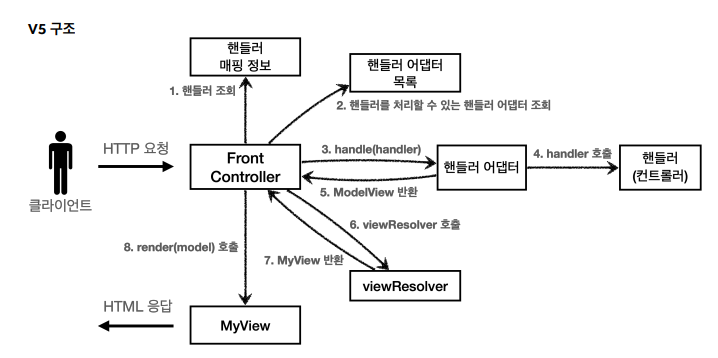 V5 구조
핸들러
매핑 정보
핸들러 어댑터
목록
1. 핸들러 조회
2. 핸들러를 처리할 수 있는 핸들러 어댑터 조회
HTTP 요청
Front
Controller
3. handle(handler)
핸들러 어댑터
4. handler 호출
핸들러
(컨트롤러)
5. ModelView 반환
클라이언트
6. viewResolver 호출
8. render(model) 호출
7. MyView 반환
viewResolver
HTML 응답
MyView